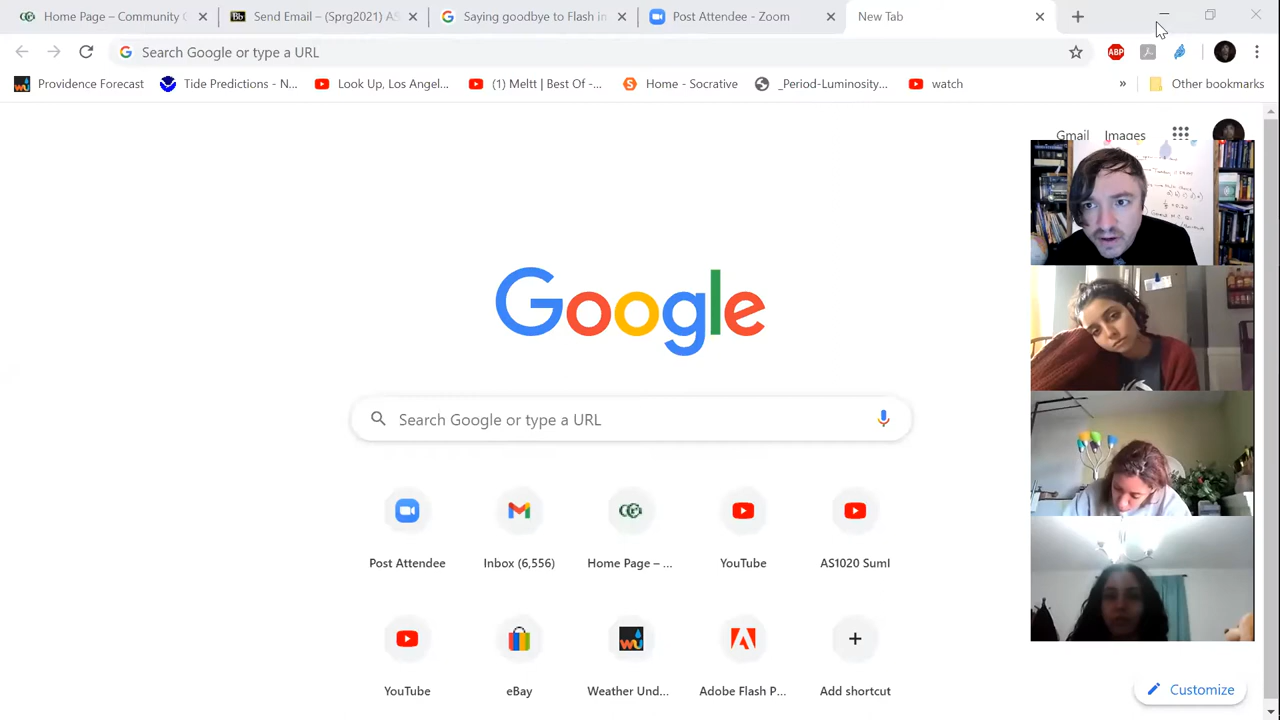 Home Page – Community C
Send Email – (Sprg2021) AS
Saying goodbye to Flash in
Post Attendee - Zoom
New Tab
Search Google or type a URL
ABP
Providence Forecast
Tide Predictions - N...
Look Up, Los Angel...
(1) Meltt | Best Of -...
Home - Socrative
_Period-Luminosity...
watch
»
Other bookmarks
Gmail
Images
Google
Search Google or type a URL
Post Attendee
Inbox (6,556)
Home Page – ...
YouTube
AS1020 SumI
YouTube
eBay
Weather Und...
Adobe Flash P...
Add shortcut
Customize